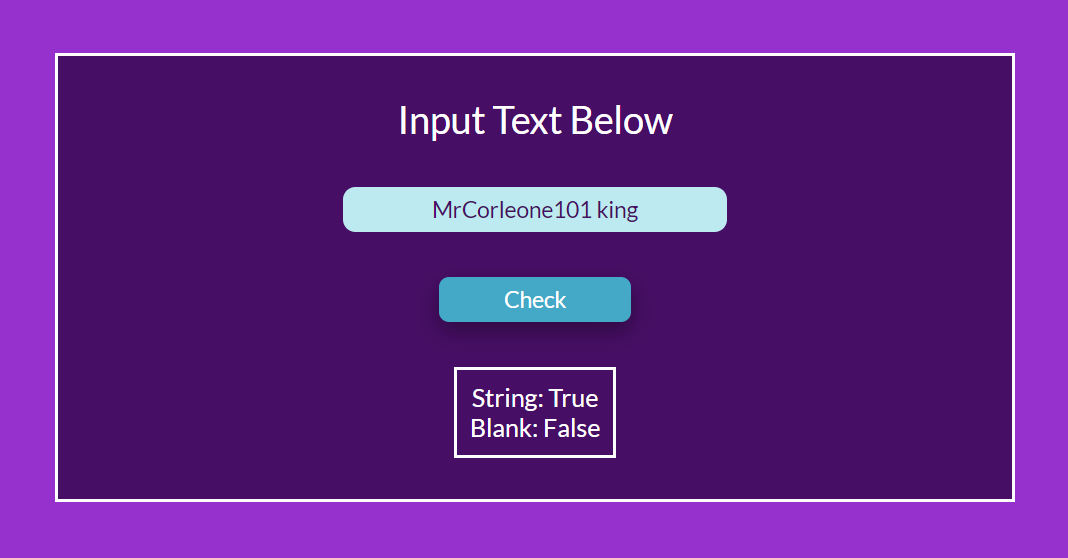 Input Text Below
MrCorleone101 king
Check
String: True
Blank: False